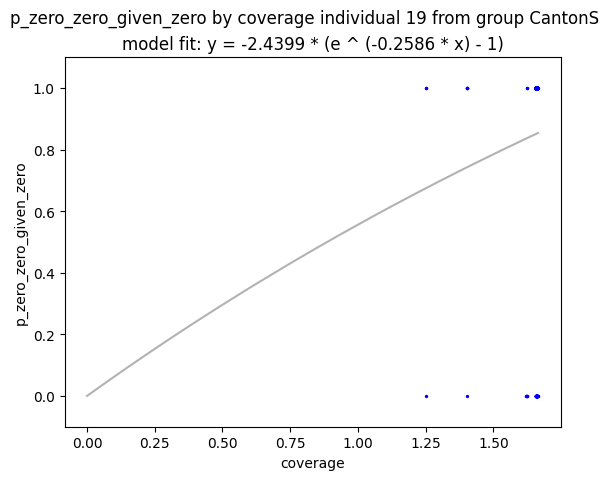 p_zero_zero_given_zero by coverage individual 19 from group CantonS
model fit: y = -2.4399 * (e ^ (-0.2586 * x) - 1)
1.0
0.8
0.6
0.4
0.2
0.0
p_zero_zero_given_zero
0.00 0.25 0.50 0.75 1.00 1.25 1.50
coverage